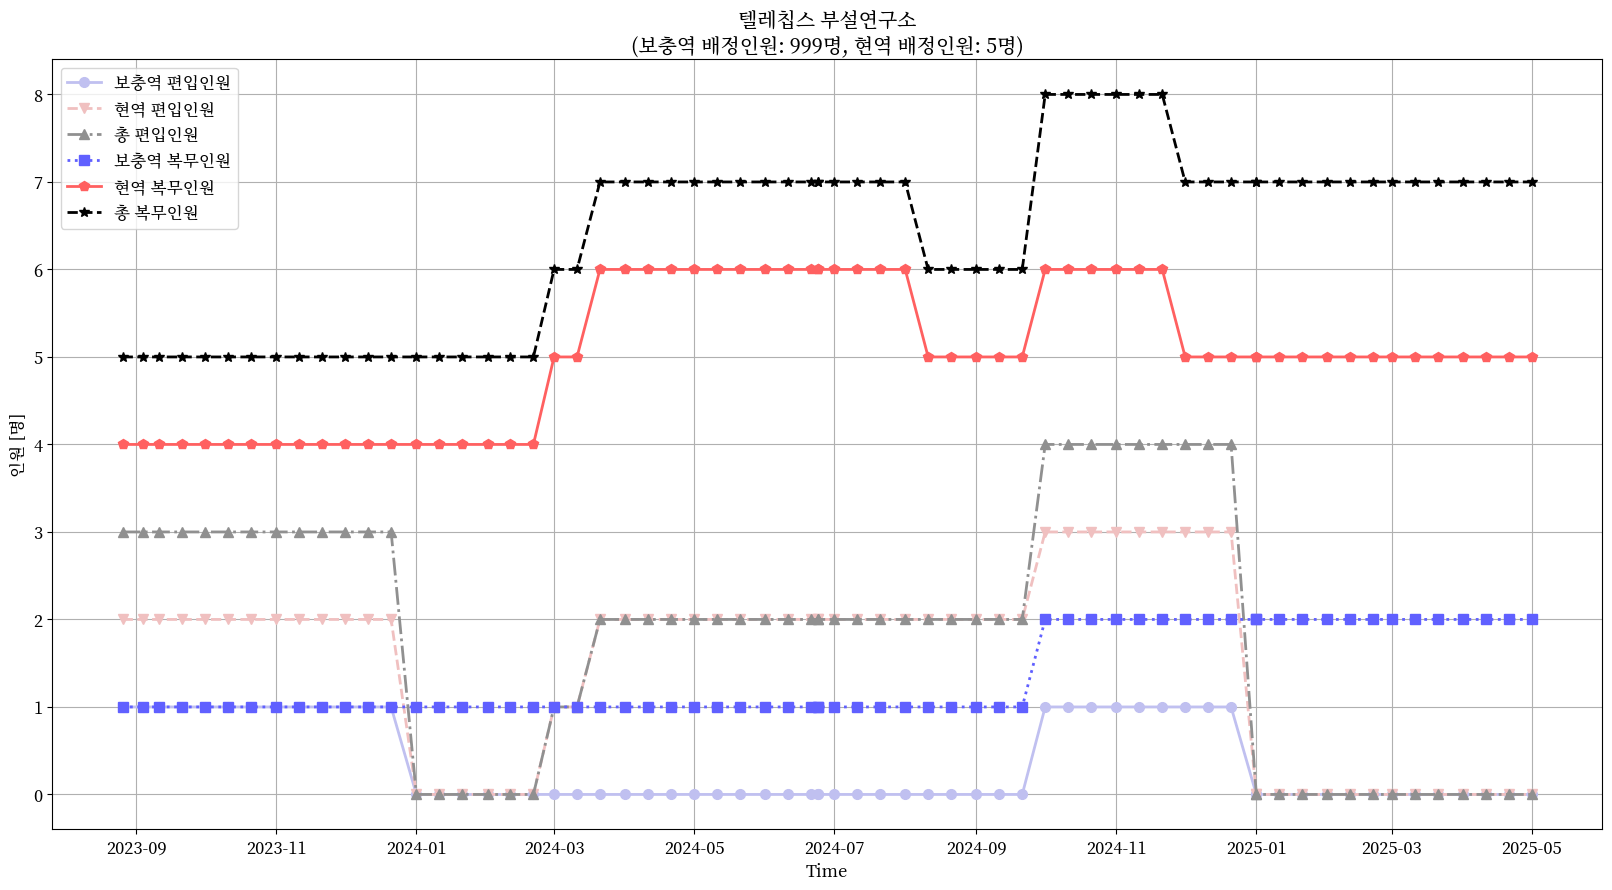 텔레칩스 부설연구소
(보충역 배정인원: 999명, 현역 배정인원: 5명)
보충역 편입인원
현역 편입인원
총 편입인원
보충역 복무인원
현역 복무인원
총 복무인원
인원 [명]
8
7
6
5
4
3
2
1
0
2023-09 2023-11 2024-01 2024-03 2024-05 2024-07 2024-09 2024-11 2025-01 2025-03 2025-05
Time